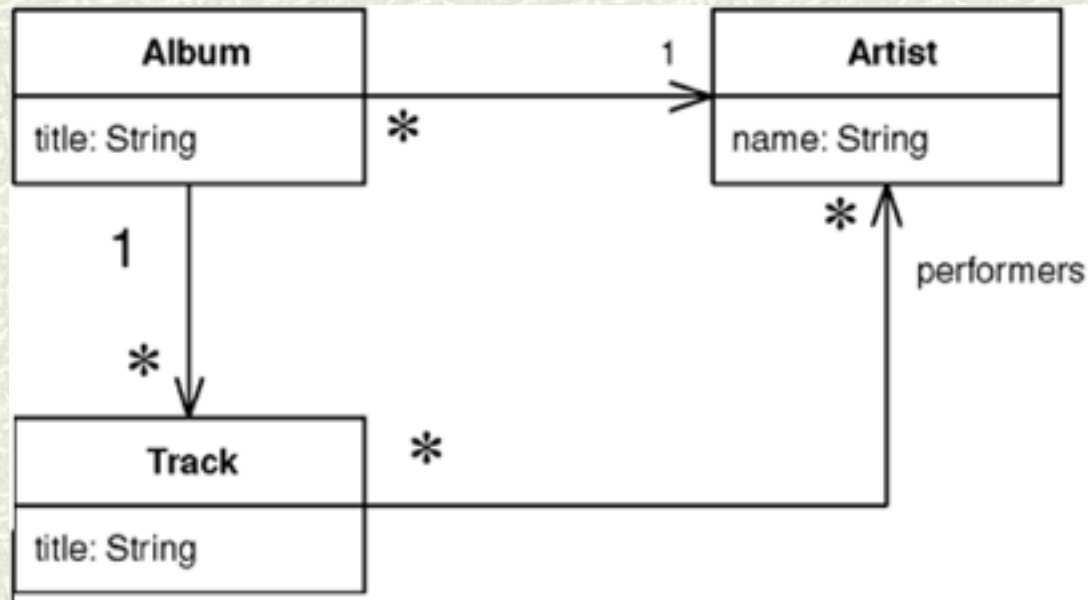 Album
title: String
*
1
Artist
name: String
*
performers
1
*
Track
title: String
*